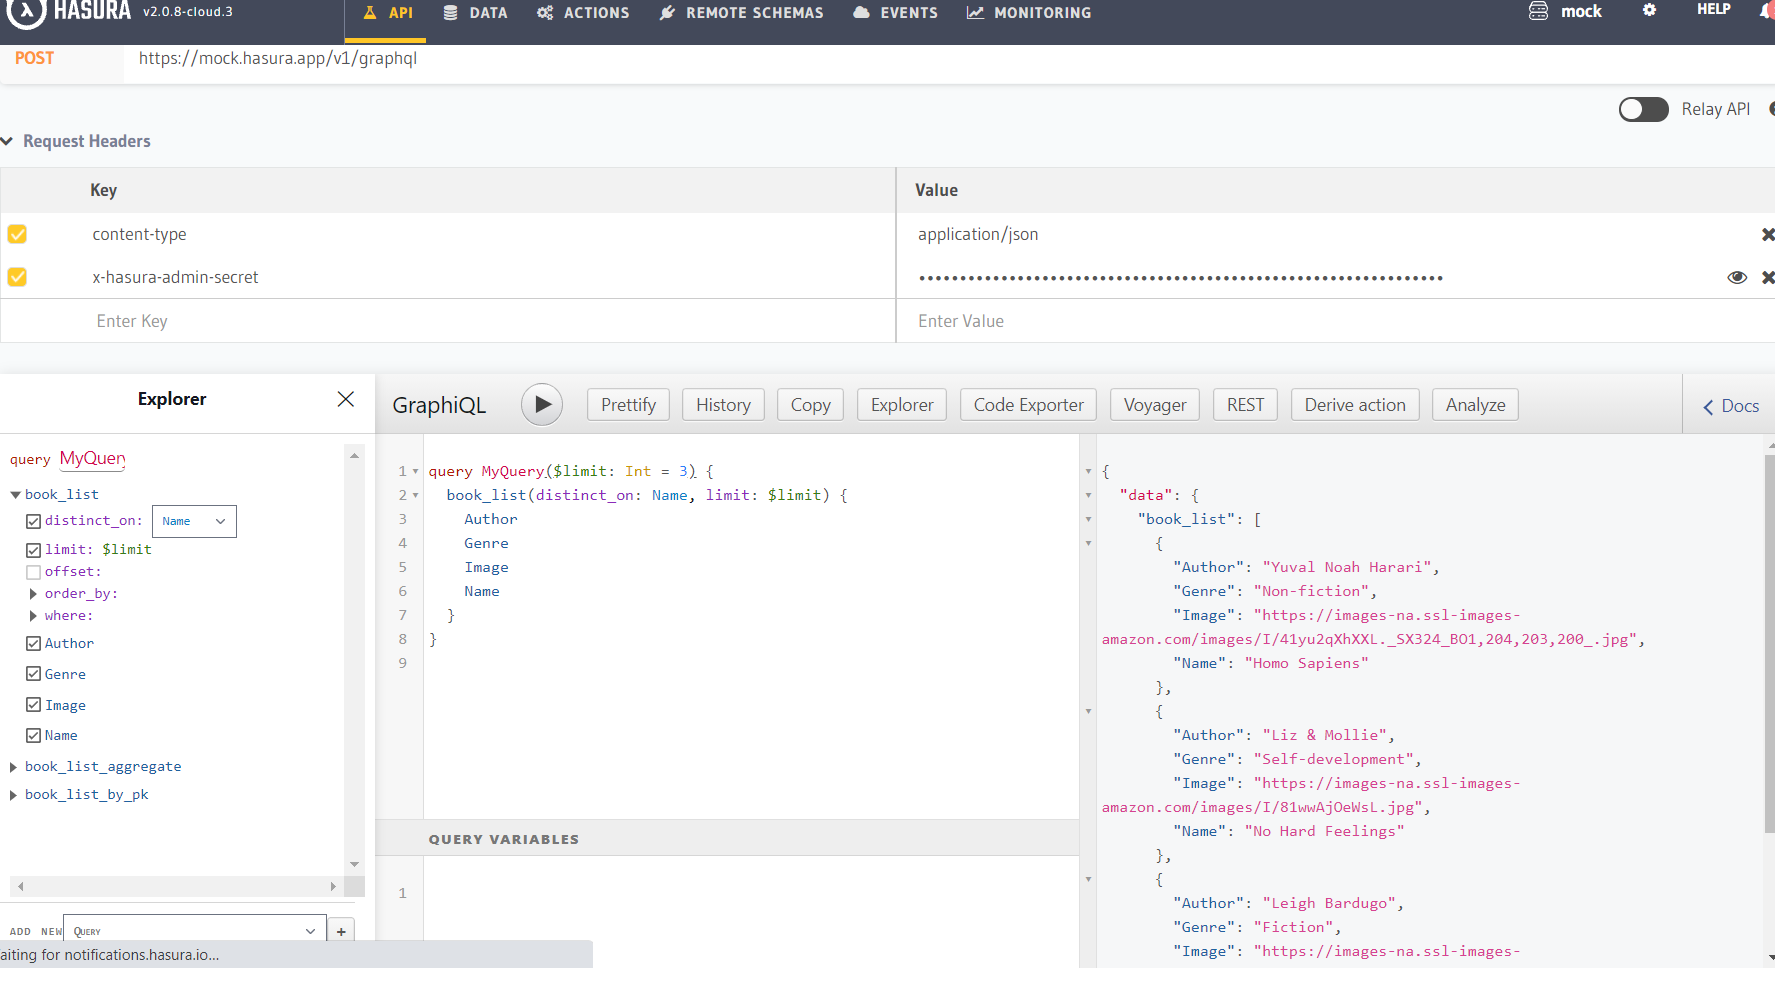 HASURA v2.0.8-cloud.3 API DATA ACTIONS REMOTE SCHEMAS EVENTS MONITORING mock HELP
POST https://mock.hasura.app/v1/graphql
Relay API
Request Headers
Key Value
content-type application/json
x-hasura-admin-secret ••••••••••••••••••••••••••••••••••••••••••••••••••••••••••••••••
Enter Key Enter Value
Explorer
GraphiQL Prettify History Copy Explorer Code Exporter Voyager REST Derive action Analyze Docs
query MyQuery
book_list
distinct_on: Name
limit: $limit
offset:
order_by:
where:
Author
Genre
Image
Name
book_list_aggregate
book_list_by_pk
ADD NEW Query +
aiting for notifications.hasura.io...
1 query MyQuery($limit: Int = 3) {
2 book_list(distinct_on: Name, limit: $limit) {
3 Author
4 Genre
5 Image
6 Name
7 }
8 }
9
QUERY VARIABLES
1
{
"data": {
"book_list": [
{
"Author": "Yuval Noah Harari",
"Genre": "Non-fiction",
"Image": "https://images-na.ssl-images-
amazon.com/images/I/41yu2qXhXXL._SX324_BO1,204,203,200_.jpg",
"Name": "Homo Sapiens"
},
{
"Author": "Liz & Mollie",
"Genre": "Self-development",
"Image": "https://images-na.ssl-images-
amazon.com/images/I/81wwAjOeWsL.jpg",
"Name": "No Hard Feelings"
},
{
"Author": "Leigh Bardugo",
"Genre": "Fiction",
"Image": "https://images-na.ssl-images-